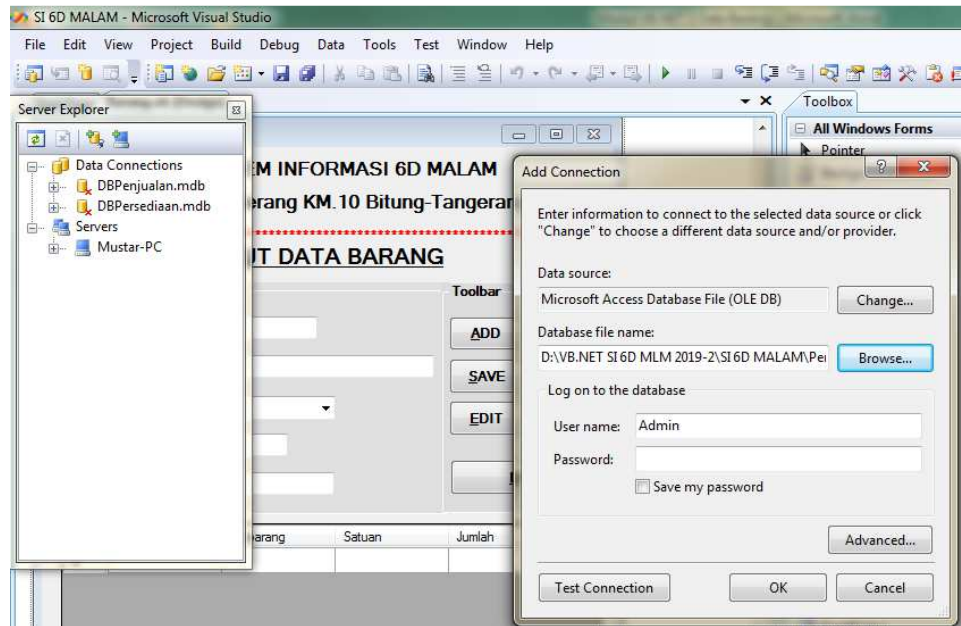 SI 6D MALAM - Microsoft Visual Studio
File Edit View Project Build Debug Data Tools Test Window Help
Server Explorer
Data Connections
DBPenjualan.mdb
DBPersediaan.mdb
Servers
Mustar-PC
EM INFORMASI 6D MALAM
erang KM.10 Bitung-Tangeran
UT DATA BARANG
Toolbar
ADD
SAVE
EDIT
arang Satuan Jumlah
Toolbox
All Windows Forms
Pointer
Add Connection
Enter information to connect to the selected data source or click
"Change" to choose a different data source and/or provider.
Data source:
Microsoft Access Database File (OLE DB) Change...
Database file name:
D:\VB.NET SI 6D MLM 2019-2\SI 6D MALAM\Per Browse...
Log on to the database
User name: Admin
Password:
Save my password
Advanced...
Test Connection OK Cancel